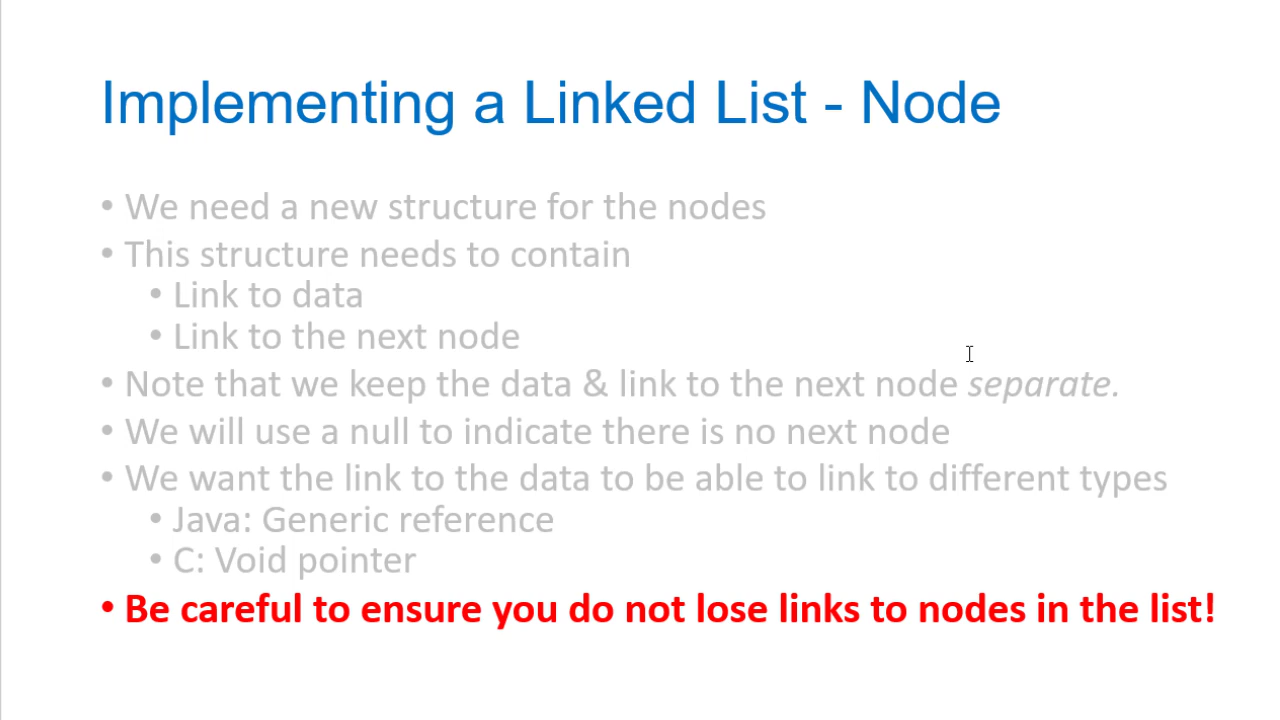 Implementing a Linked List - Node
• We need a new structure for the nodes
• This structure needs to contain
• Link to data
• Link to the next node
• Note that we keep the data & link to the next node separate.
• We will use a null to indicate there is no next node
• We want the link to the data to be able to link to different types
• Java: Generic reference
• C: Void pointer
• Be careful to ensure you do not lose links to nodes in the list!